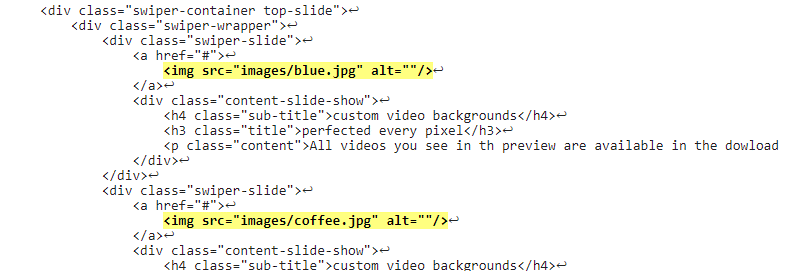 <div class="swiper-container top-slide">↩
<div class="swiper-wrapper">↩
<div class="swiper-slide">↩
<a href="#">↩
<img src="images/blue.jpg" alt=""/>↩
</a>↩
<div class="content-slide-show">↩
<h4 class="sub-title">custom video backgrounds</h4>↩
<h3 class="title">perfected every pixel</h3>↩
<p class="content">All videos you see in th preview are available in the dowload
</div>↩
</div>↩
<div class="swiper-slide">↩
<a href="#">↩
<img src="images/coffee.jpg" alt=""/>↩
</a>↩
<div class="content-slide-show">↩
<h4 class="sub-title">custom video backgrounds</h4>↩